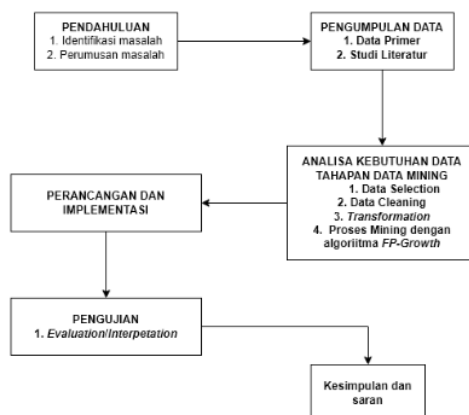 PENDAHULUAN
1. Identifikasi masalah
2. Perumusan masalah
PENGUMPULAN DATA
1. Data Primer
2. Studi Literatur
ANALISA KEBUTUHAN DATA
TAHAPAN DATA MINING
1. Data Selection
2. Data Cleaning
3. Transformation
4. Proses Mining dengan
algoriitma FP-Growth
PERANCANGAN DAN
IMPLEMENTASI
PENGUJIAN
1. Evaluation/Interpetation
Kesimpulan dan
saran